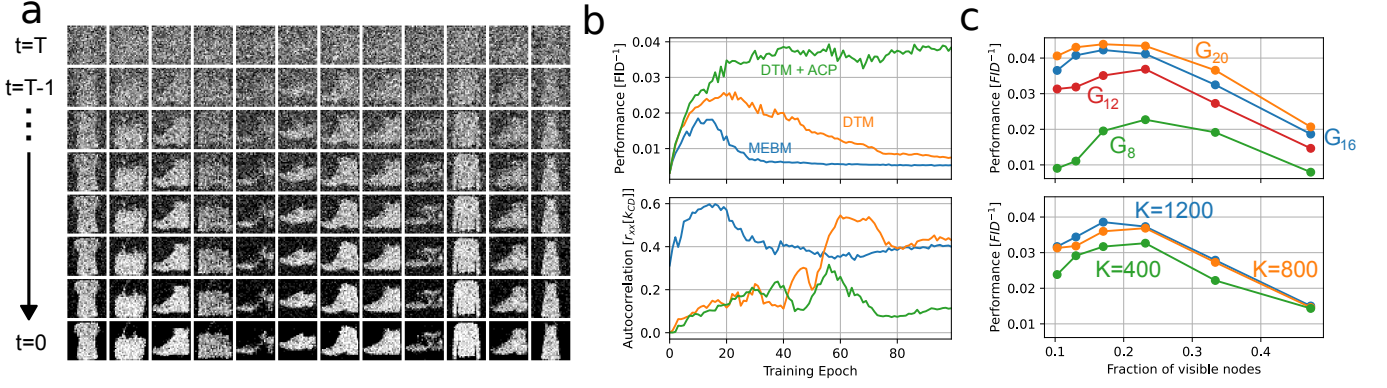 a
t=T
t=T-1
t=0
b
Performance [FID⁻¹]
0.04
0.03
0.02
0.01
DTM + ACP
DTM
MEBM
Autocorrelation [r_xx[k_CD]]
0.6
0.4
0.2
0.0
0
20
40
60
80
Training Epoch
c
Performance [FID⁻¹]
0.04
0.03
0.02
0.01
G₂₀
G₁₂
G₈
G₁₆
Performance [FID⁻¹]
0.04
0.03
0.02
0.01
K=1200
K=400
K=800
0.1
0.2
0.3
0.4
Fraction of visible nodes